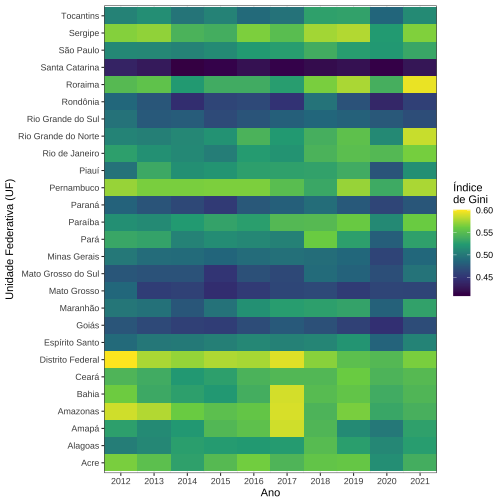 Tocantins
Sergipe
São Paulo
Santa Catarina
Roraima
Rondônia
Rio Grande do Sul
Rio Grande do Norte
Rio de Janeiro
Piauí
Pernambuco
Paraná
Paraíba
Pará
Minas Gerais
Mato Grosso do Sul
Mato Grosso
Maranhão
Goiás
Espírito Santo
Distrito Federal
Ceará
Bahia
Amazonas
Amapá
Alagoas
Acre
Unidade Federativa (UF)
2012 2013 2014 2015 2016 2017 2018 2019 2020 2021
Ano
Índice
de Gini
0.60
0.55
0.50
0.45